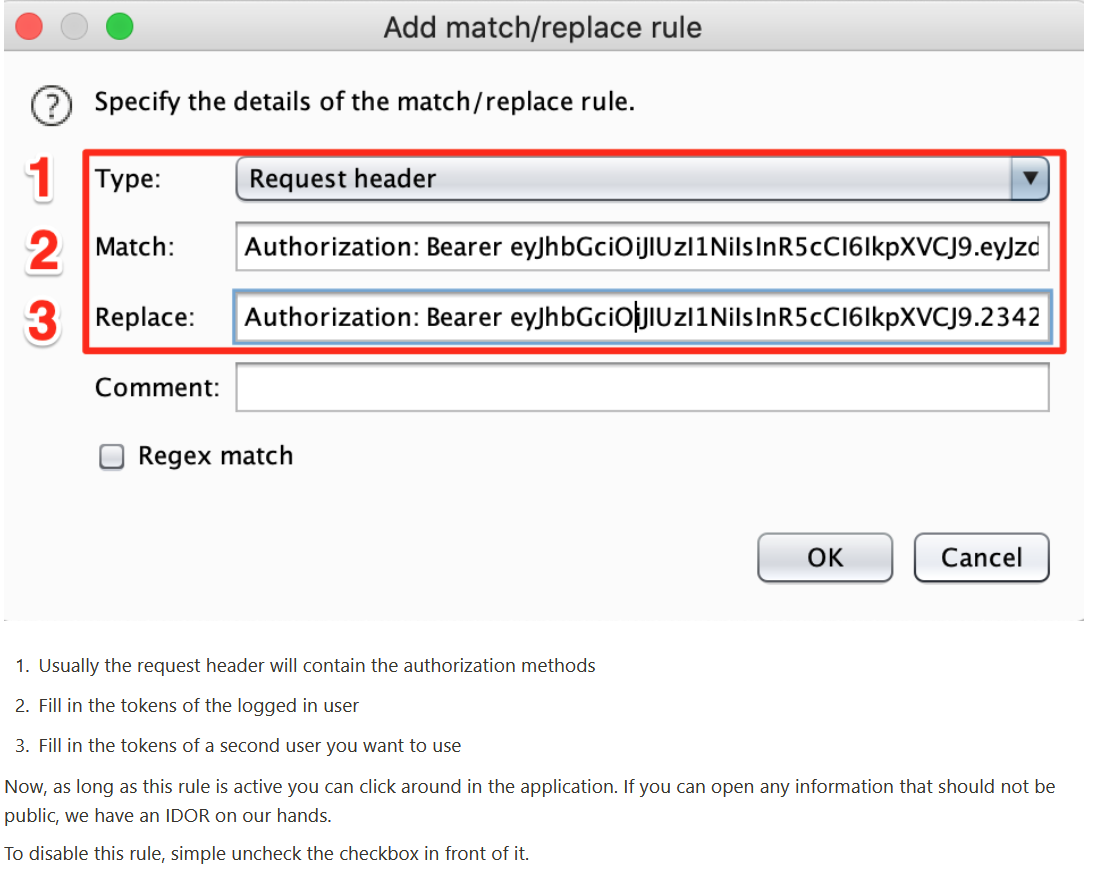 Add match/replace rule
? Specify the details of the match/replace rule.
1 Type: Request header
2 Match: Authorization: Bearer eyJhbGciOiJIUzI1NiIsInR5cCI6IkpXVCJ9.eyJzd
3 Replace: Authorization: Bearer eyJhbGciOiJIUzI1NiIsInR5cCI6IkpXVCJ9.2342
Comment:
Regex match
OK Cancel
1. Usually the request header will contain the authorization methods
2. Fill in the tokens of the logged in user
3. Fill in the tokens of a second user you want to use
Now, as long as this rule is active you can click around in the application. If you can open any information that should not be
public, we have an IDOR on our hands.
To disable this rule, simple uncheck the checkbox in front of it.